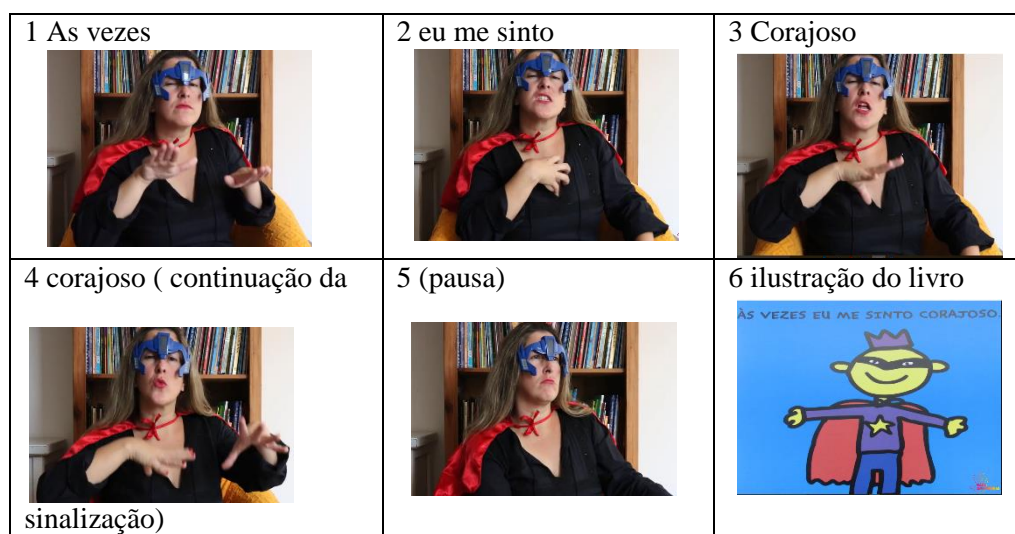 1 As vezes
2 eu me sinto
3 Corajoso
4 corajoso ( continuação da
sinalização)
5 (pausa)
6 ilustração do livro
ÀS VEZES EU ME SINTO CORAJOSO.